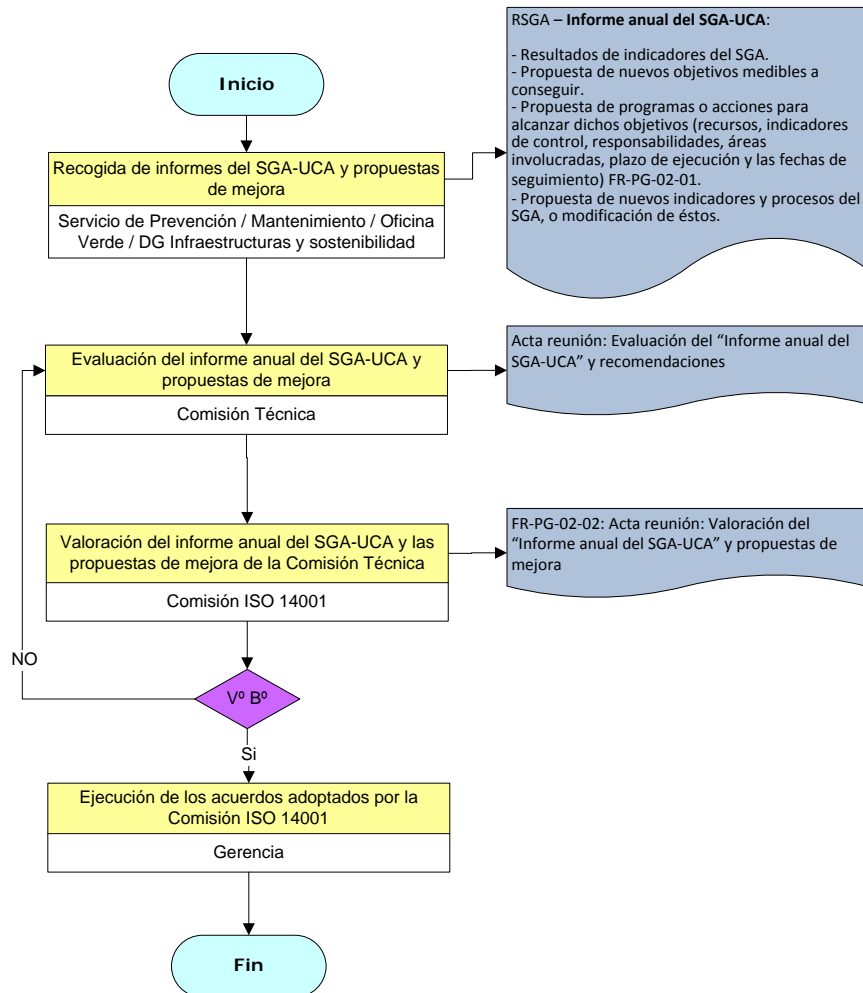 Inicio
RSGA – Informe anual del SGA-UCA:
- Resultados de indicadores del SGA.
- Propuesta de nuevos objetivos medibles a
conseguir.
- Propuesta de programas o acciones para
alcanzar dichos objetivos (recursos, indicadores
de control, responsabilidades, áreas
involucradas, plazo de ejecución y las fechas de
seguimiento) FR-PG-02-01.
- Propuesta de nuevos indicadores y procesos del
SGA, o modificación de éstos.
Recogida de informes del SGA-UCA y propuestas
de mejora
Servicio de Prevención / Mantenimiento / Oficina
Verde / DG Infraestructuras y sostenibilidad
Evaluación del informe anual del SGA-UCA y
propuestas de mejora
Comisión Técnica
Acta reunión: Evaluación del “Informe anual del
SGA-UCA” y recomendaciones
Valoración del informe anual del SGA-UCA y las
propuestas de mejora de la Comisión Técnica
Comisión ISO 14001
FR-PG-02-02: Acta reunión: Valoración del
“Informe anual del SGA-UCA” y propuestas de
mejora
NO
Vº Bº
Si
Ejecución de los acuerdos adoptados por la
Comisión ISO 14001
Gerencia
Fin